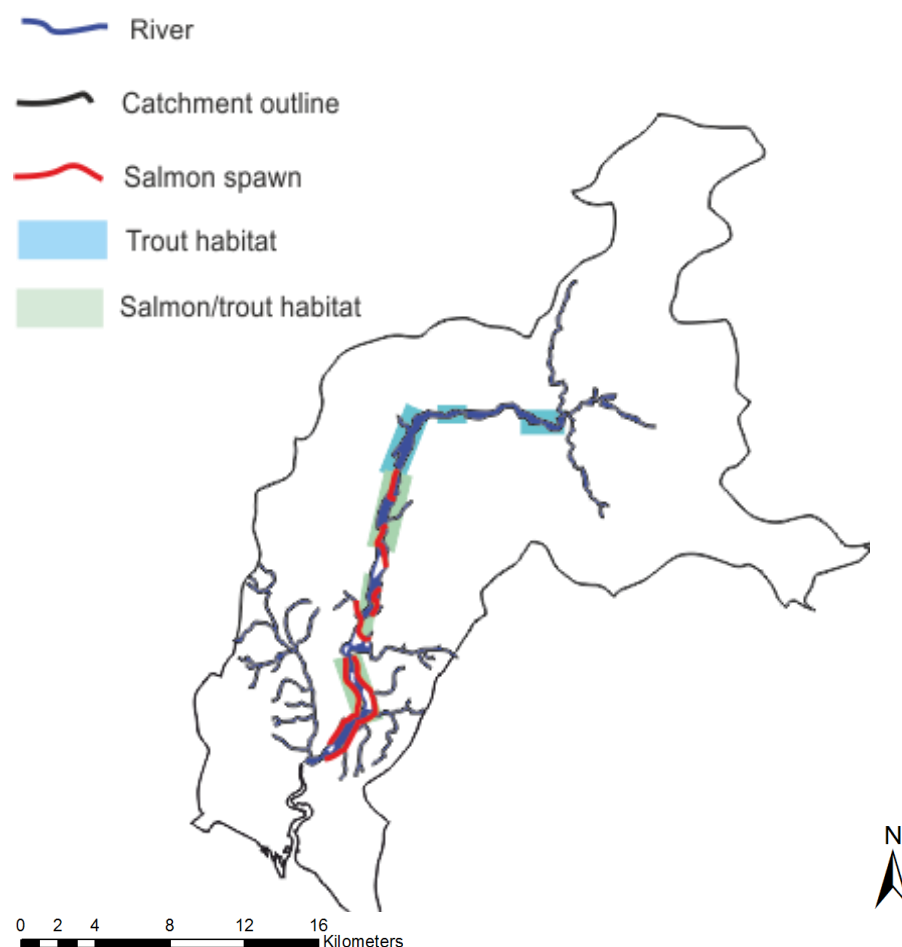 River
Catchment outline
Salmon spawn
Trout habitat
Salmon/trout habitat
N
0 2 4 8 12 16
Kilometers